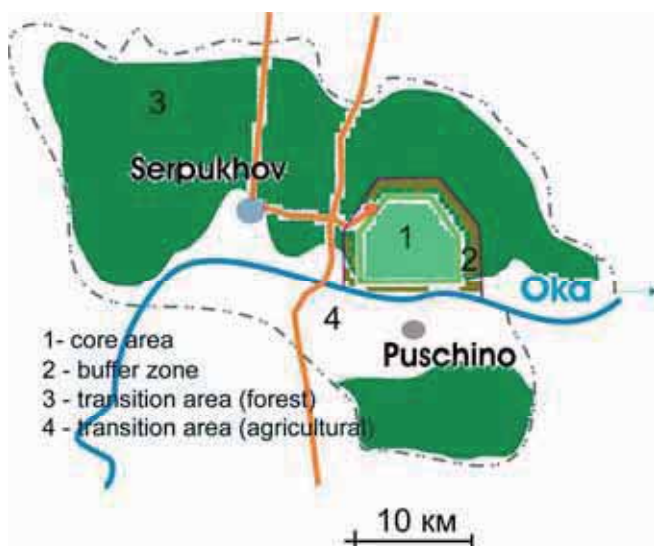 3
Serpukhov
1
2
Oka
4
Puschino
1- core area
2 - buffer zone
3 - transition area (forest)
4 - transition area (agricultural)
10 км